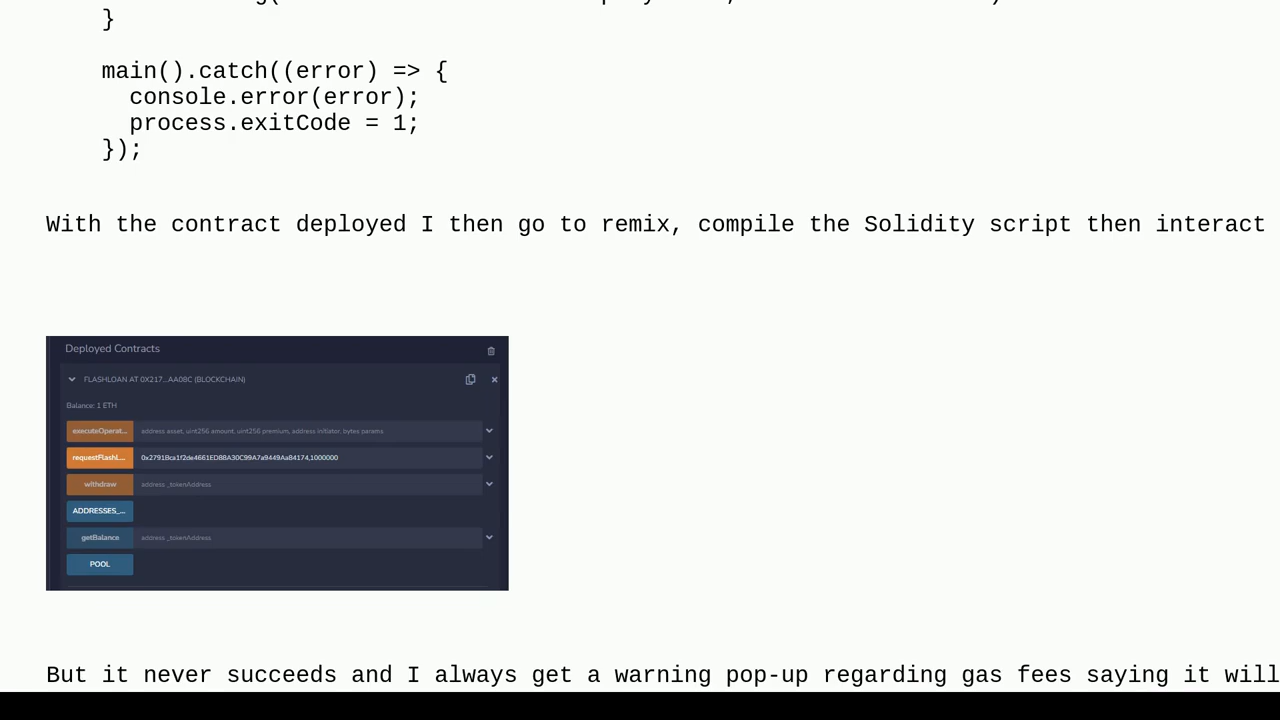 }
main().catch((error) => {
console.error(error);
process.exitCode = 1;
});
With the contract deployed I then go to remix, compile the Solidity script then interact
Deployed Contracts
FLASHLOAN AT 0X217...AA08C (BLOCKCHAIN)
Balance: 1 ETH
executeOperat... address asset, uint256 amount, uint256 premium, address initiator, bytes params
requestFlashL... 0x2791Bca1f2de4661ED88A30C99A7a9449Aa84174,1000000
withdraw address _tokenAddress
ADDRESSES_...
getBalance address _tokenAddress
POOL
But it never succeeds and I always get a warning pop-up regarding gas fees saying it will